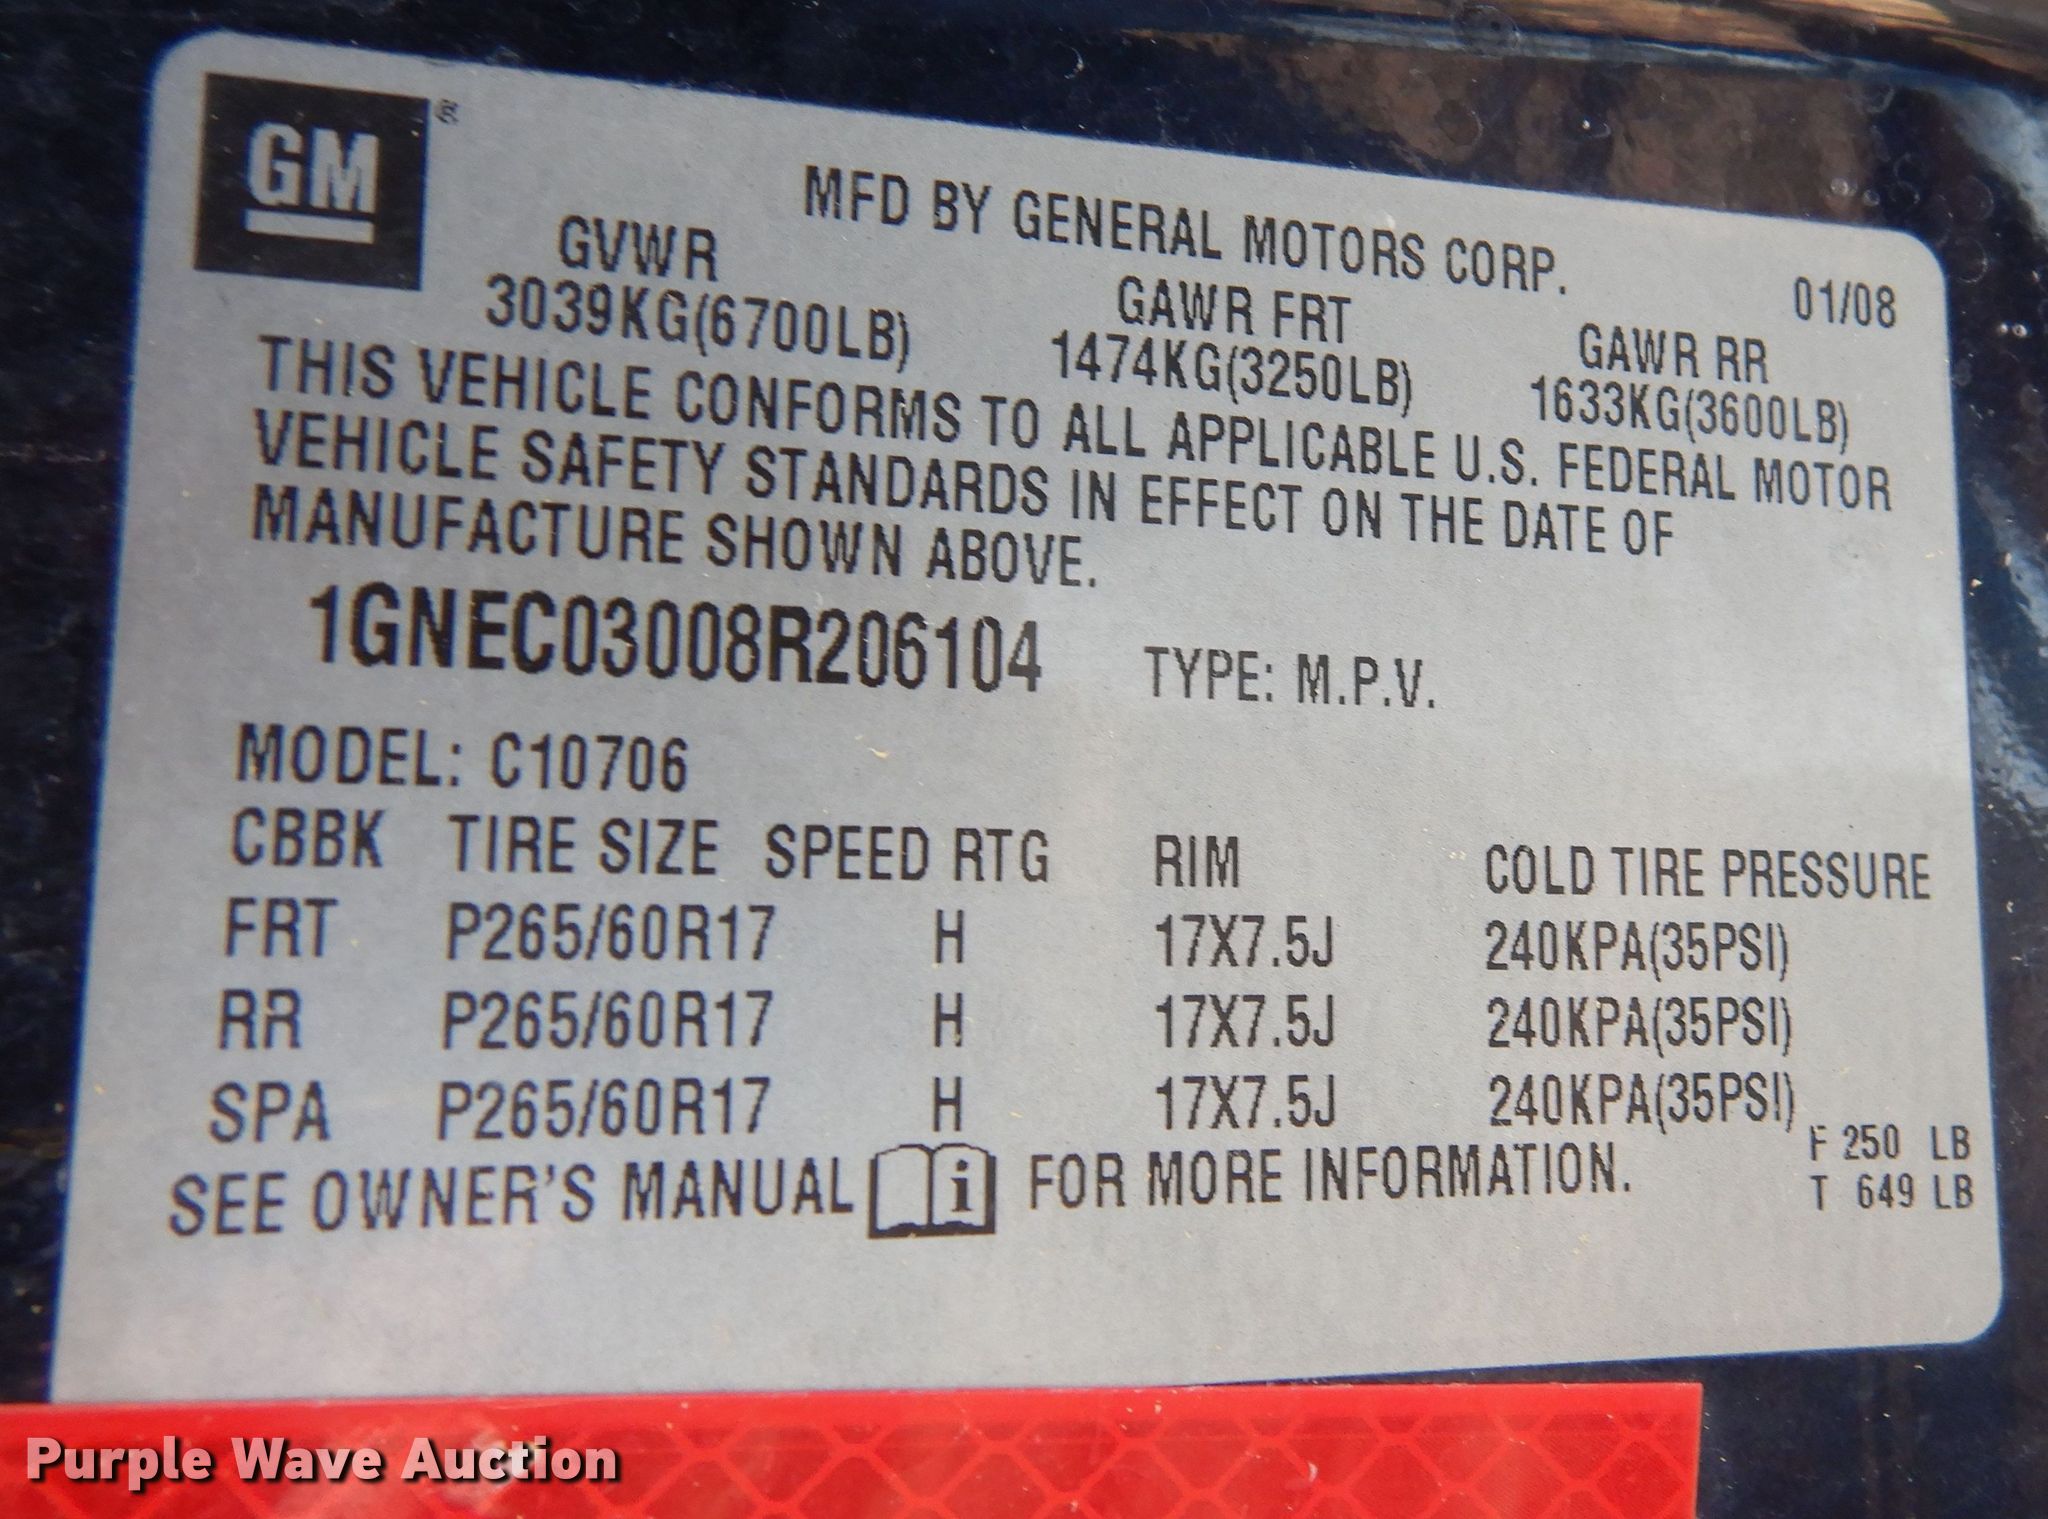 GM ®
MFD BY GENERAL MOTORS CORP.
01/08
GVWR GAWR FRT GAWR RR
3039KG(6700LB) 1474KG(3250LB) 1633KG(3600LB)
THIS VEHICLE CONFORMS TO ALL APPLICABLE U.S. FEDERAL MOTOR
VEHICLE SAFETY STANDARDS IN EFFECT ON THE DATE OF
MANUFACTURE SHOWN ABOVE.
1GNEC03008R206104 TYPE: M.P.V.
MODEL: C10706
CBBK TIRE SIZE SPEED RTG RIM COLD TIRE PRESSURE
FRT P265/60R17 H 17X7.5J 240KPA(35PSI)
RR P265/60R17 H 17X7.5J 240KPA(35PSI)
SPA P265/60R17 H 17X7.5J 240KPA(35PSI)
SEE OWNER'S MANUAL i FOR MORE INFORMATION.
F 250 LB
T 649 LB
Purple Wave Auction